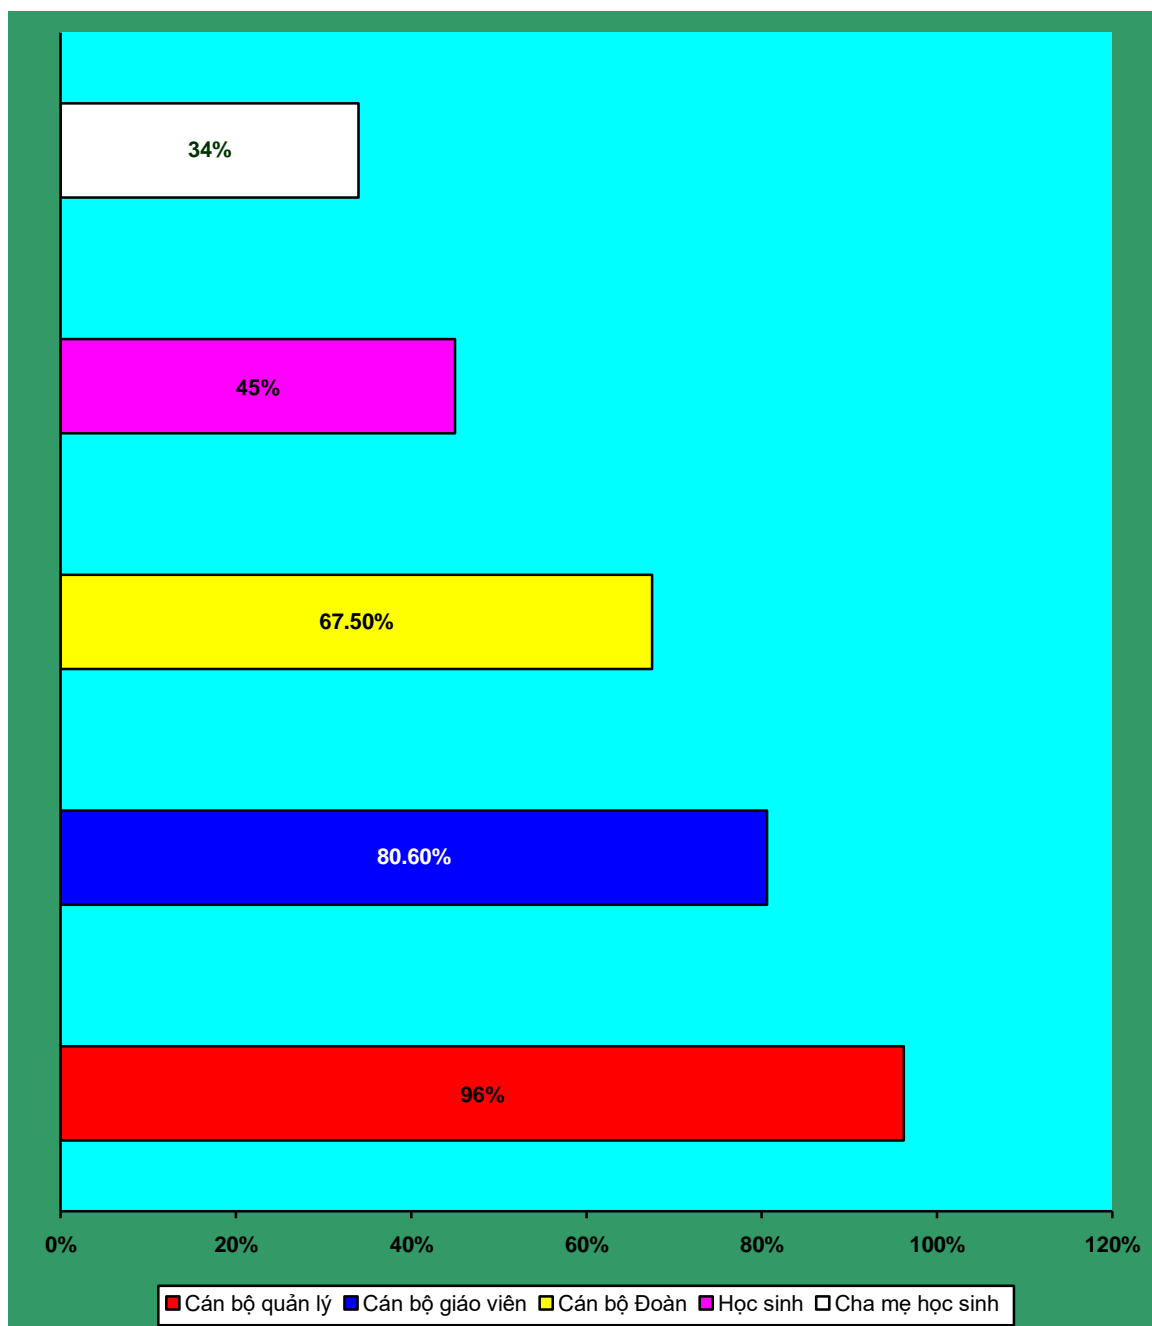 34%
45%
67.50%
80.60%
96%
0% 20% 40% 60% 80% 100% 120%
Cán bộ quản lý Cán bộ giáo viên Cán bộ Đoàn Học sinh Cha mẹ học sinh